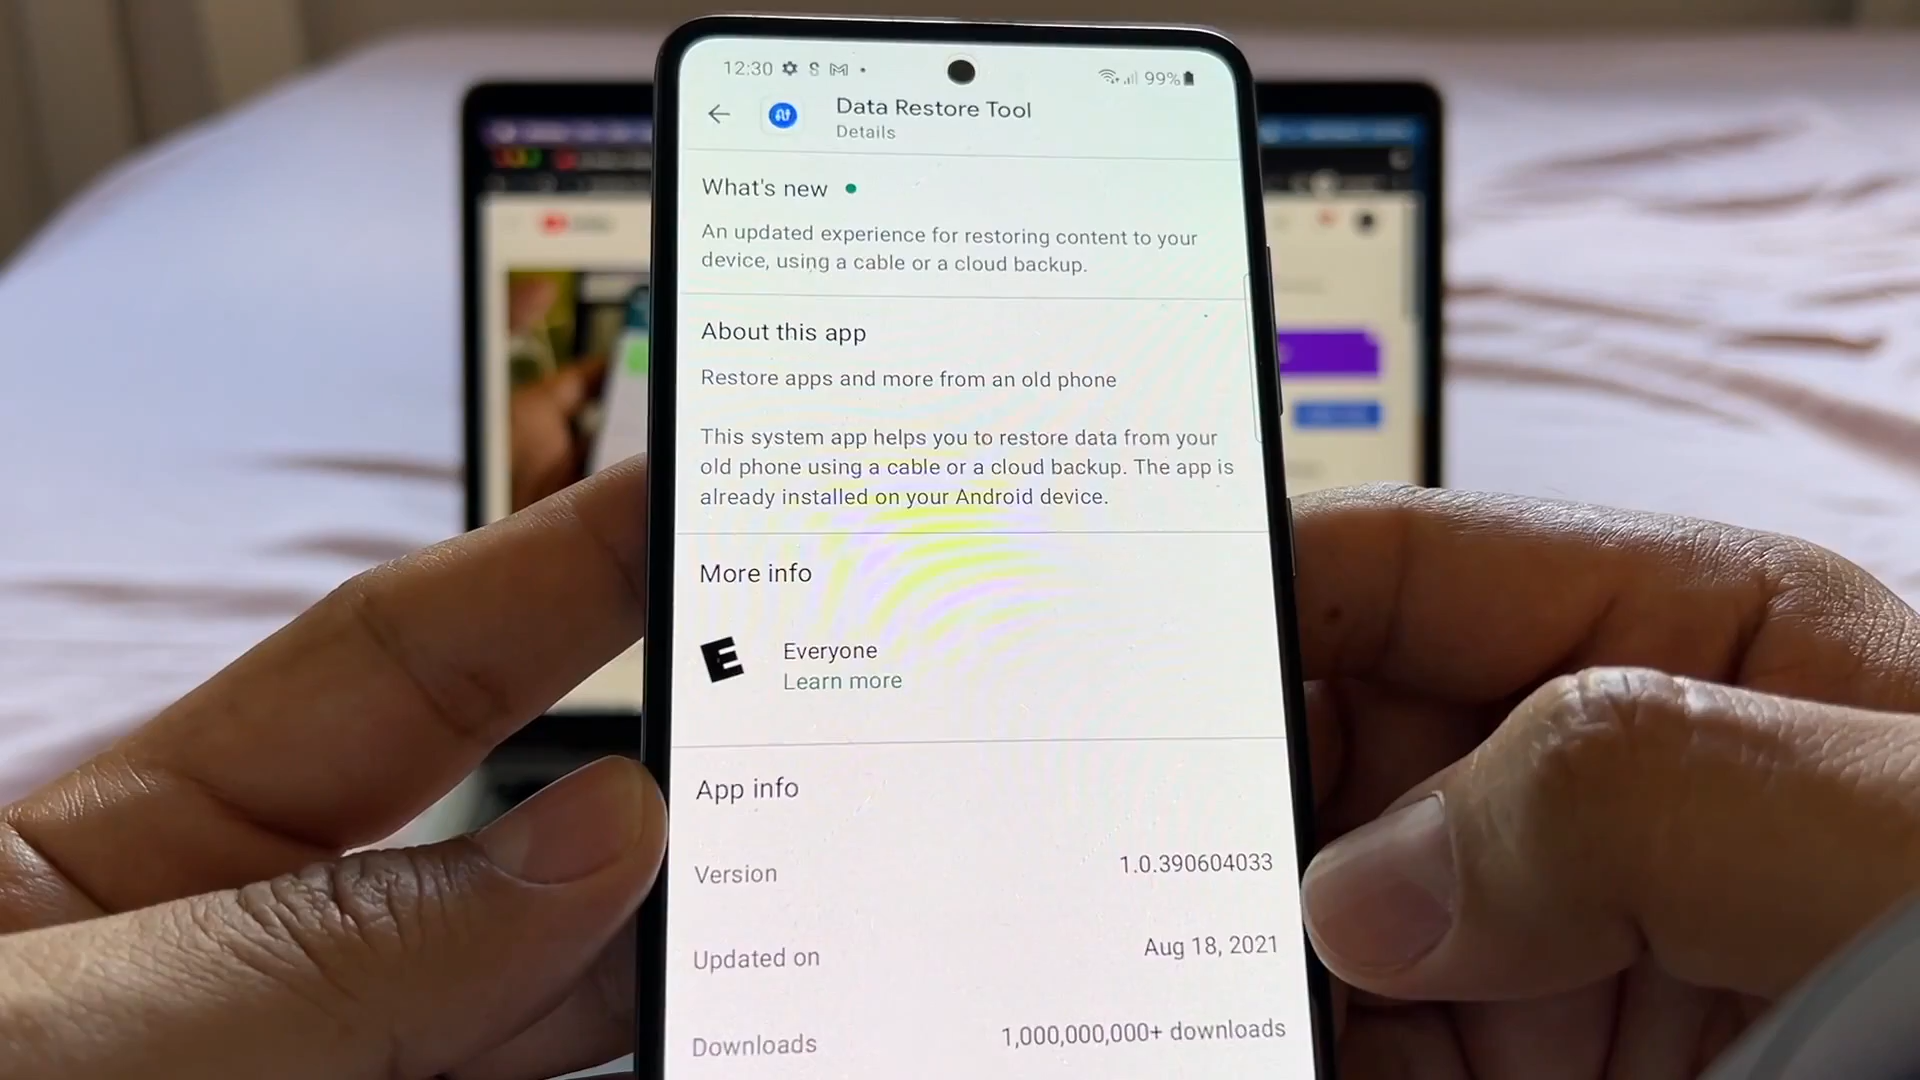 12:30
99%
Data Restore Tool
Details
What's new
An updated experience for restoring content to your
device, using a cable or a cloud backup.
About this app
Restore apps and more from an old phone
This system app helps you to restore data from your
old phone using a cable or a cloud backup. The app is
already installed on your Android device.
More info
E
Everyone
Learn more
App info
Version
1.0.390604033
Updated on
Aug 18, 2021
Downloads
1,000,000,000+ downloads